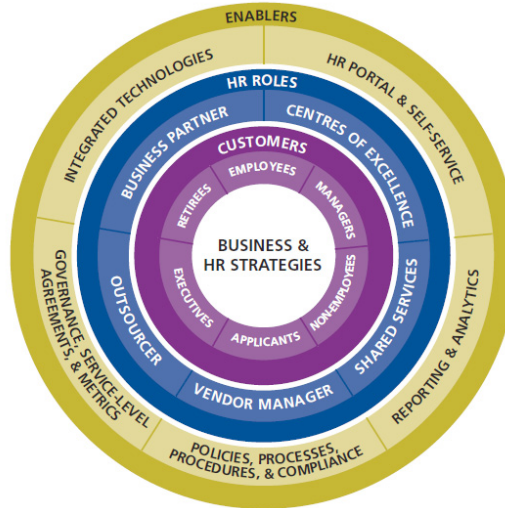 ENABLERS
INTEGRATED TECHNOLOGIES
HR PORTAL & SELF-SERVICE
REPORTING & ANALYTICS
POLICIES, PROCESSES,
PROCEDURES, & COMPLIANCE
GOVERNANCE, SERVICE-LEVEL
AGREEMENTS, & METRICS
HR ROLES
BUSINESS PARTNER
CENTRES OF EXCELLENCE
SHARED SERVICES
VENDOR MANAGER
OUTSOURCER
CUSTOMERS
EMPLOYEES
MANAGERS
NON-EMPLOYEES
APPLICANTS
EXECUTIVES
RETIREES
BUSINESS &
HR STRATEGIES